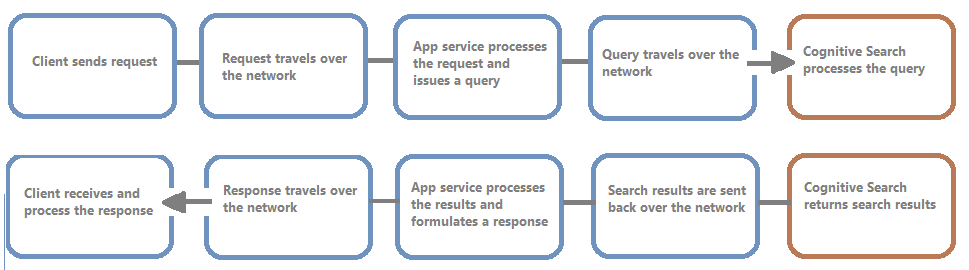 Client sends request
Request travels over
the network
App service processes
the request and
issues a query
Query travels over the
network
Cognitive Search
processes the query
Client receives and
process the response
Response travels over
the network
App service processes
the results and
formulates a response
Search results are sent
back over the network
Cognitive Search
returns search results